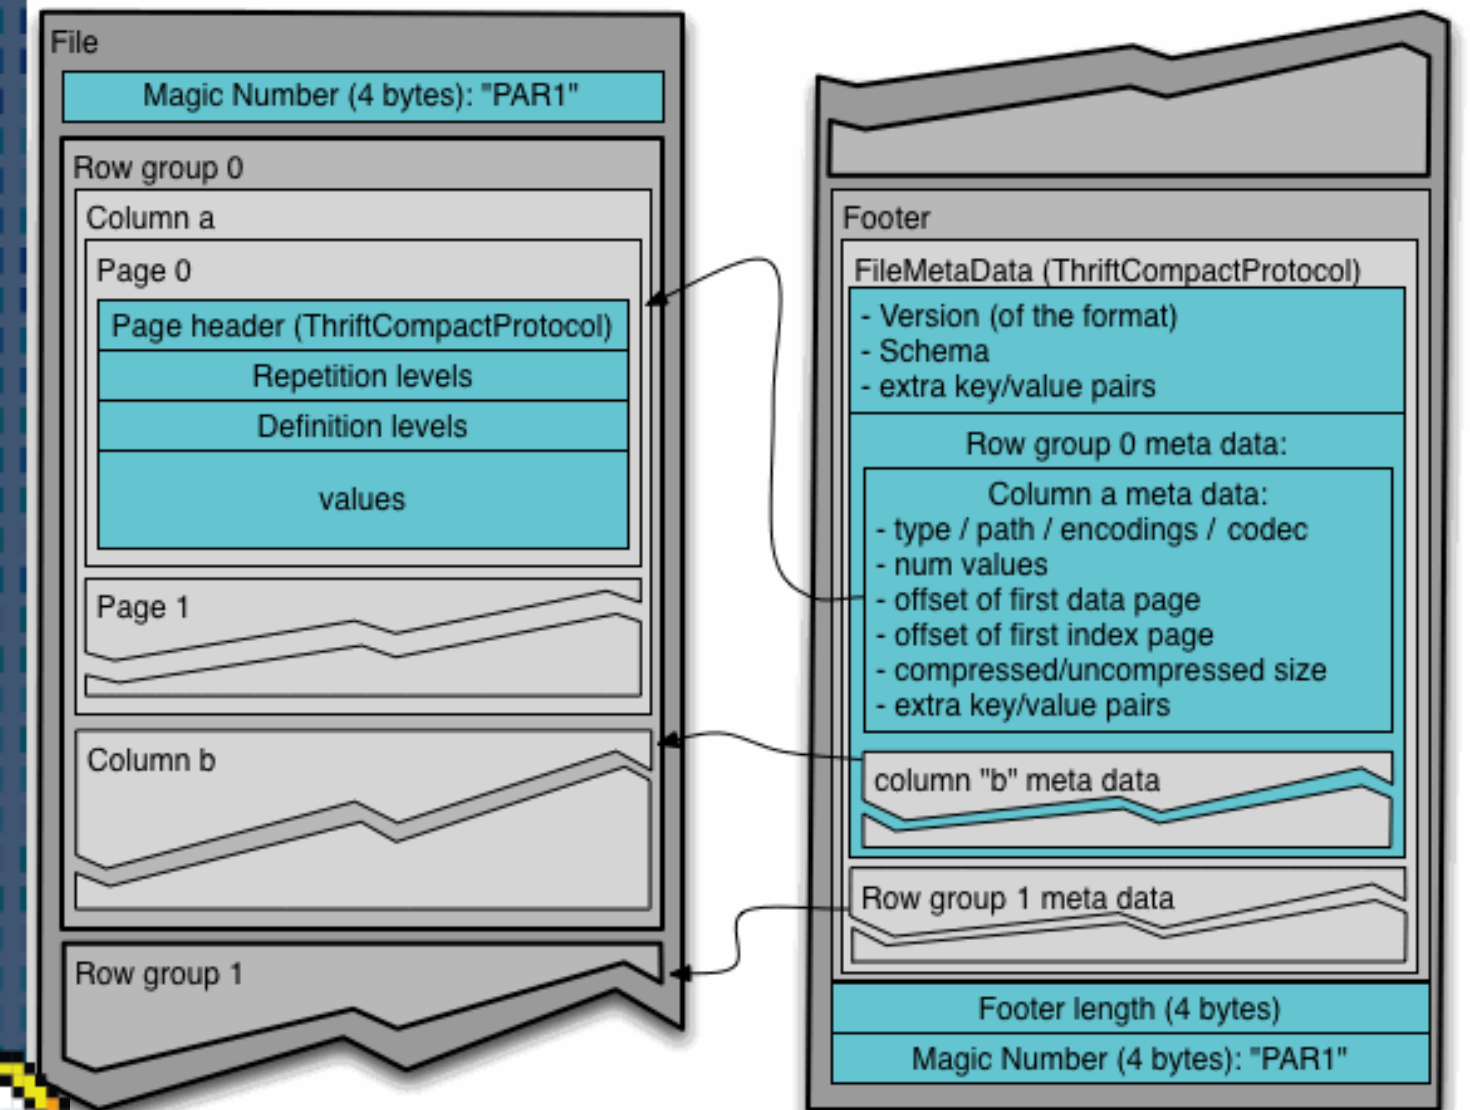 File
Magic Number (4 bytes): "PAR1"
Row group 0
Column a
Page 0
Page header (ThriftCompactProtocol)
Repetition levels
Definition levels
values
Page 1
Column b
Row group 1
Footer
FileMetaData (ThriftCompactProtocol)
- Version (of the format)
- Schema
- extra key/value pairs
Row group 0 meta data:
Column a meta data:
- type / path / encodings / codec
- num values
- offset of first data page
- offset of first index page
- compressed/uncompressed size
- extra key/value pairs
column "b" meta data
Row group 1 meta data
Footer length (4 bytes)
Magic Number (4 bytes): "PAR1"